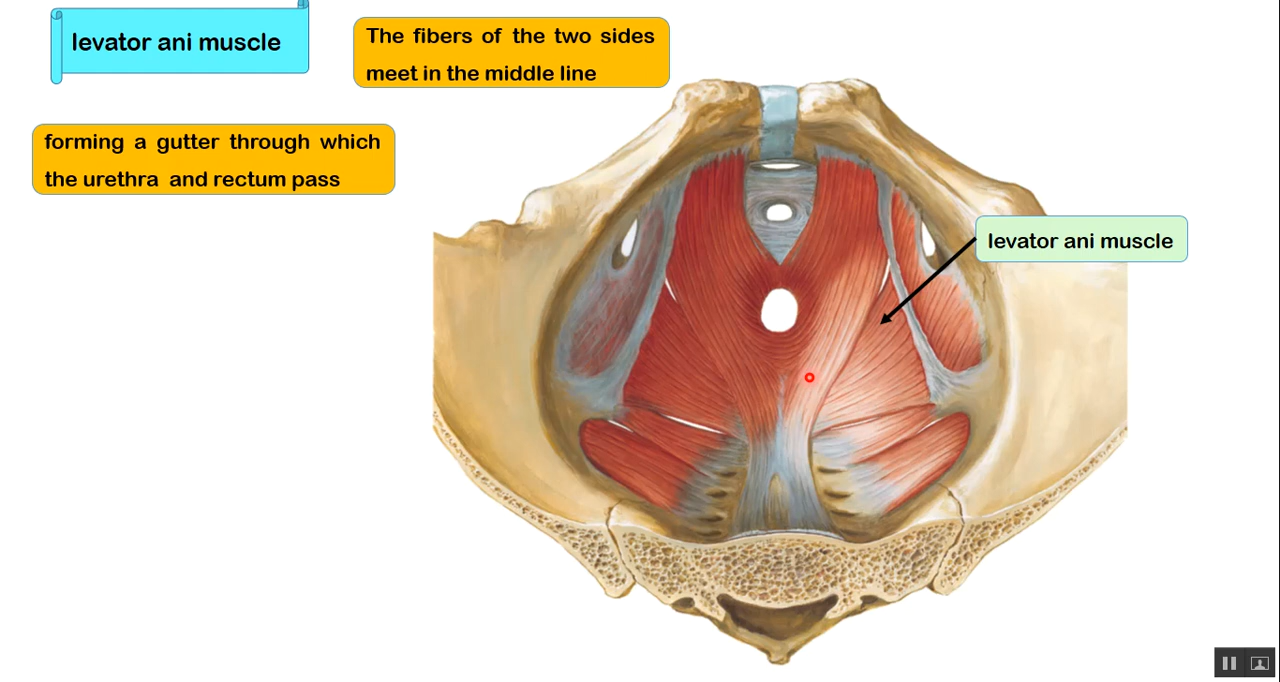 levator ani muscle
The fibers of the two sides
meet in the middle line
forming a gutter through which
the urethra and rectum pass
levator ani muscle